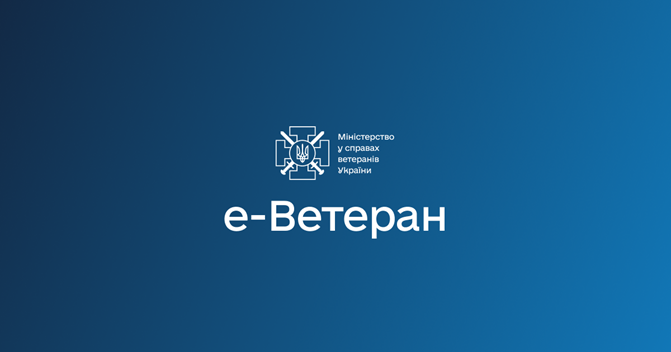 Міністерство
у справах
ветеранів
України
е-Ветеран